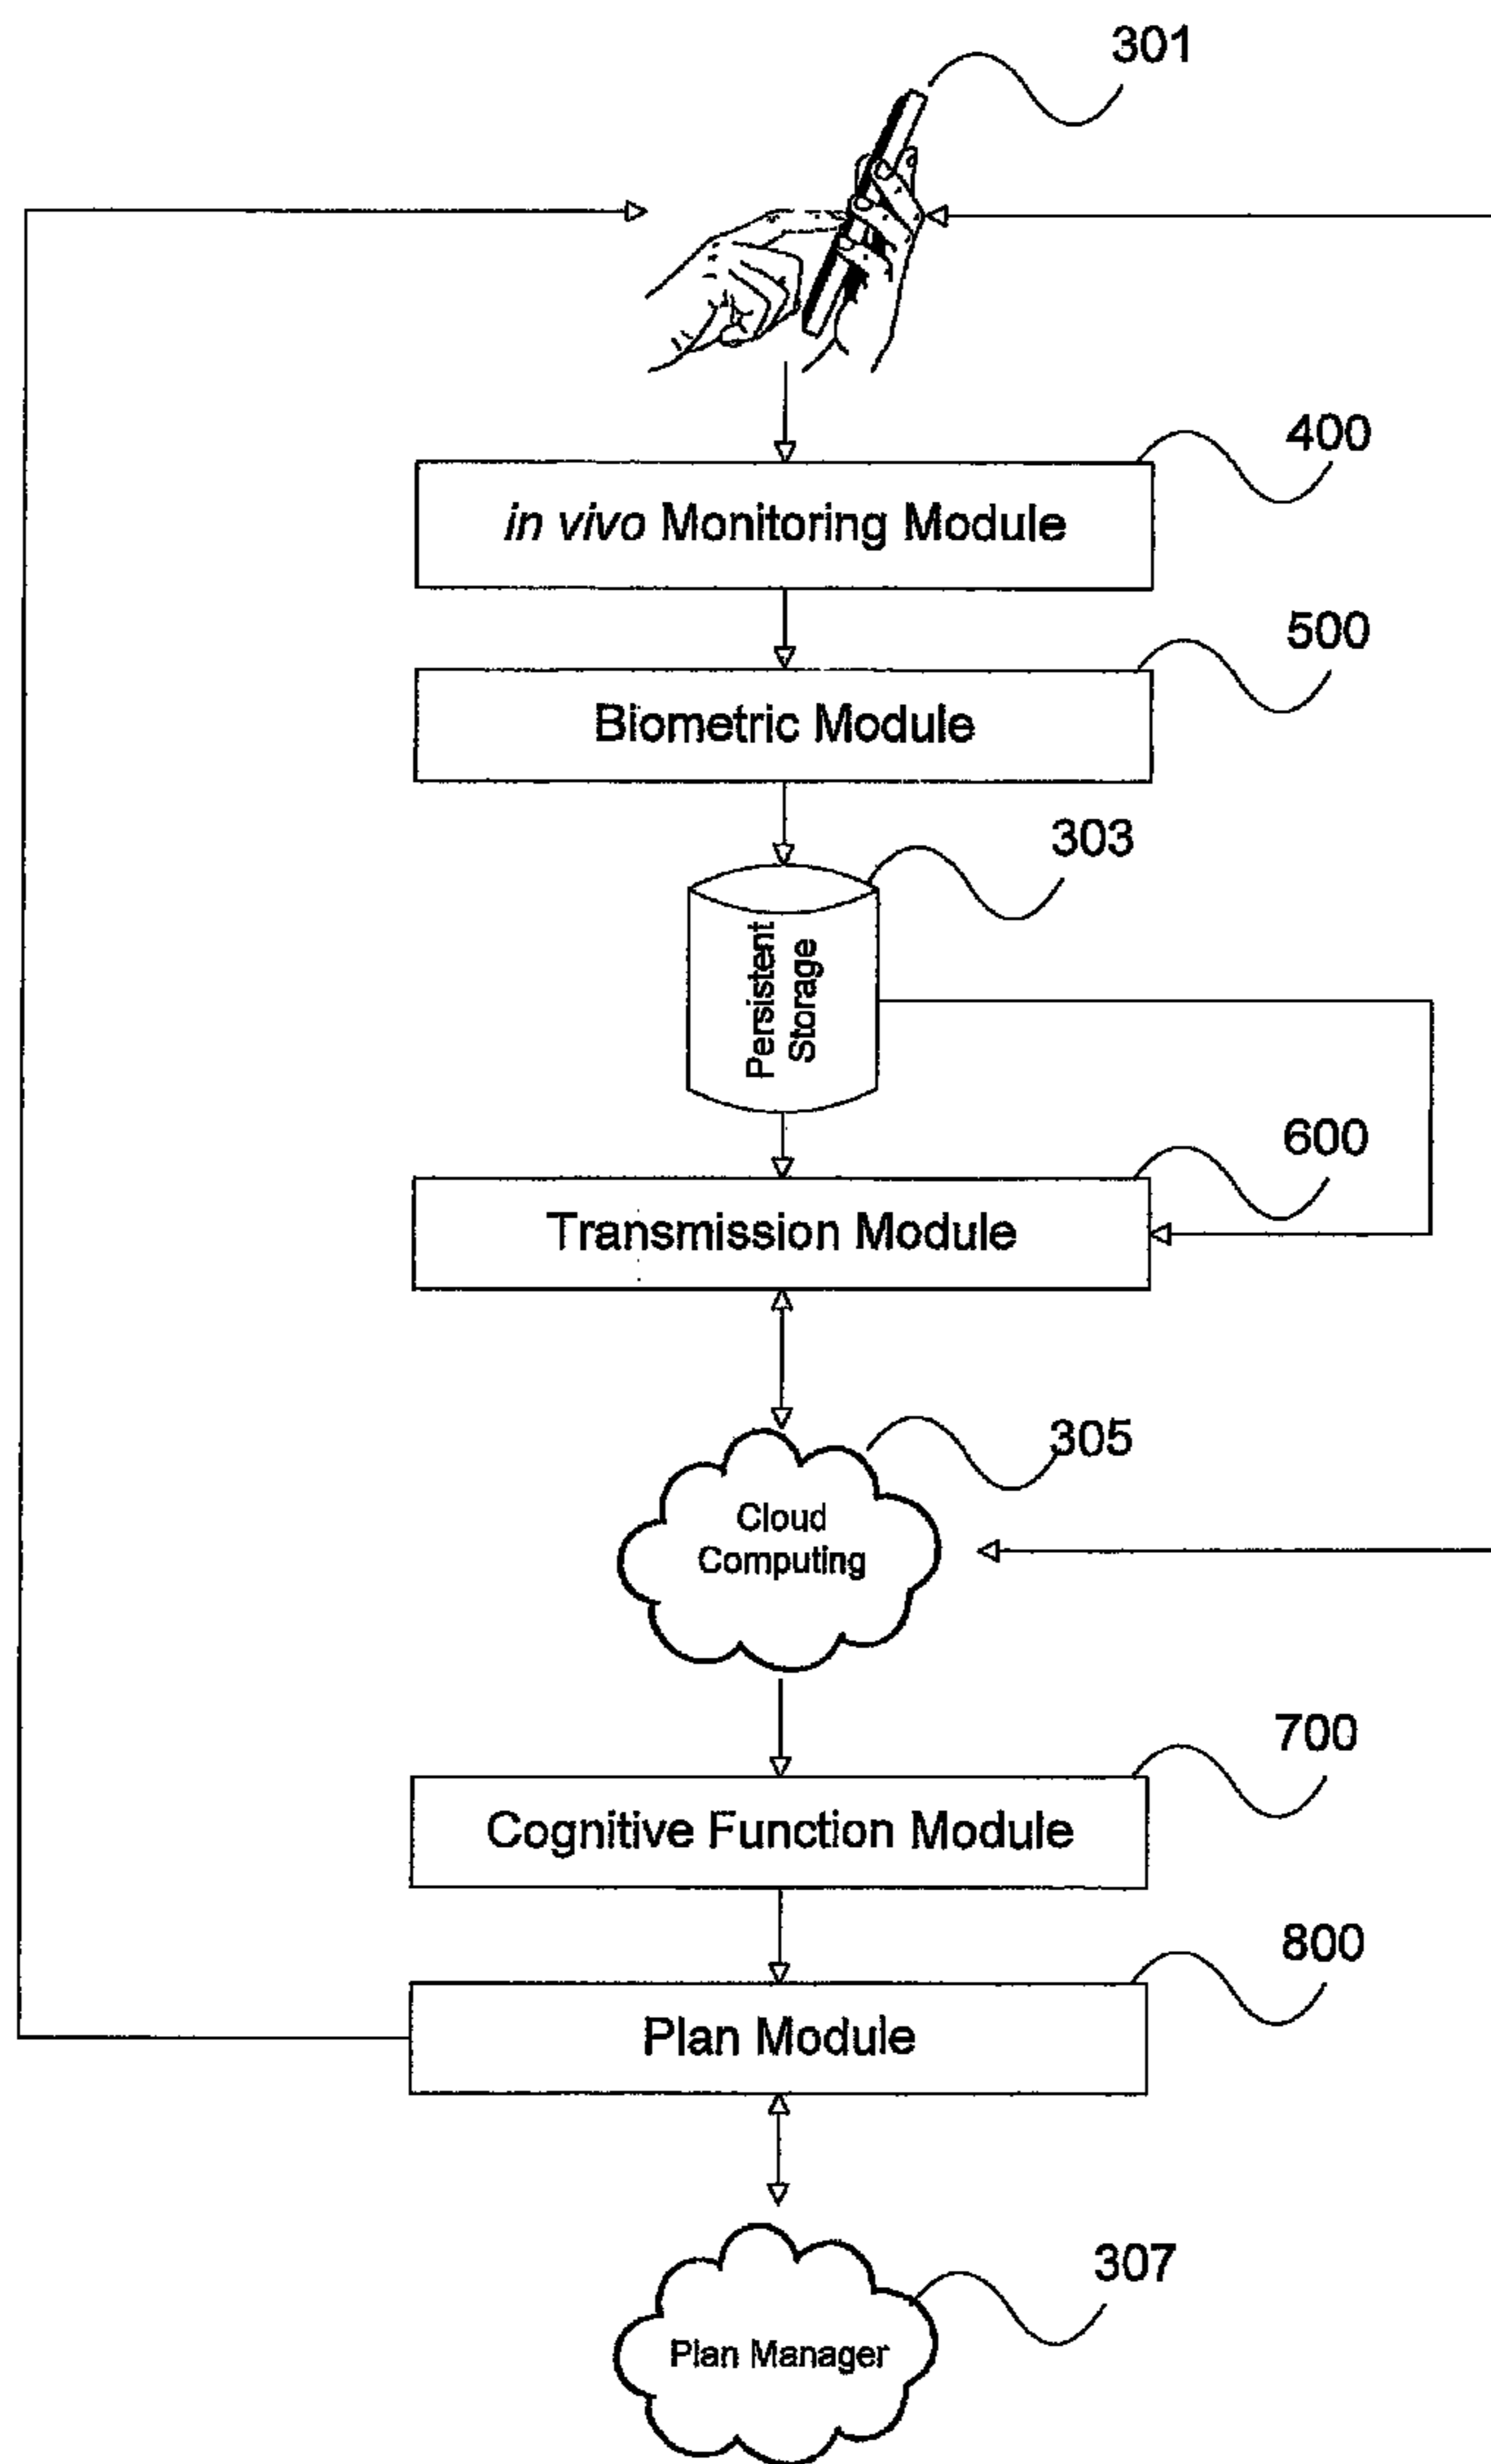 301
400
in vivo Monitoring Module
500
Biometric Module
303
Persistent
Storage
600
Transmission Module
305
Cloud
Computing
700
Cognitive Function Module
800
Plan Module
307
Plan Manager